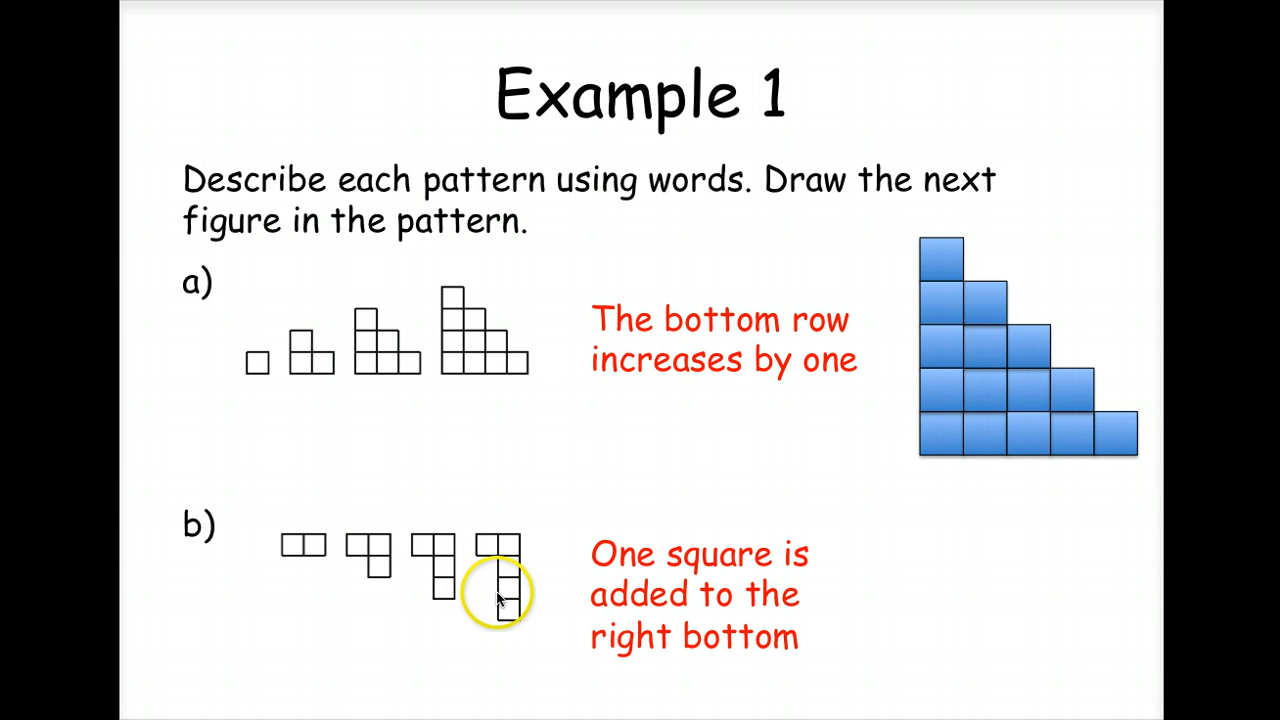 Example 1
Describe each pattern using words. Draw the next
figure in the pattern.
a)
The bottom row
increases by one
b)
One square is
added to the
right bottom